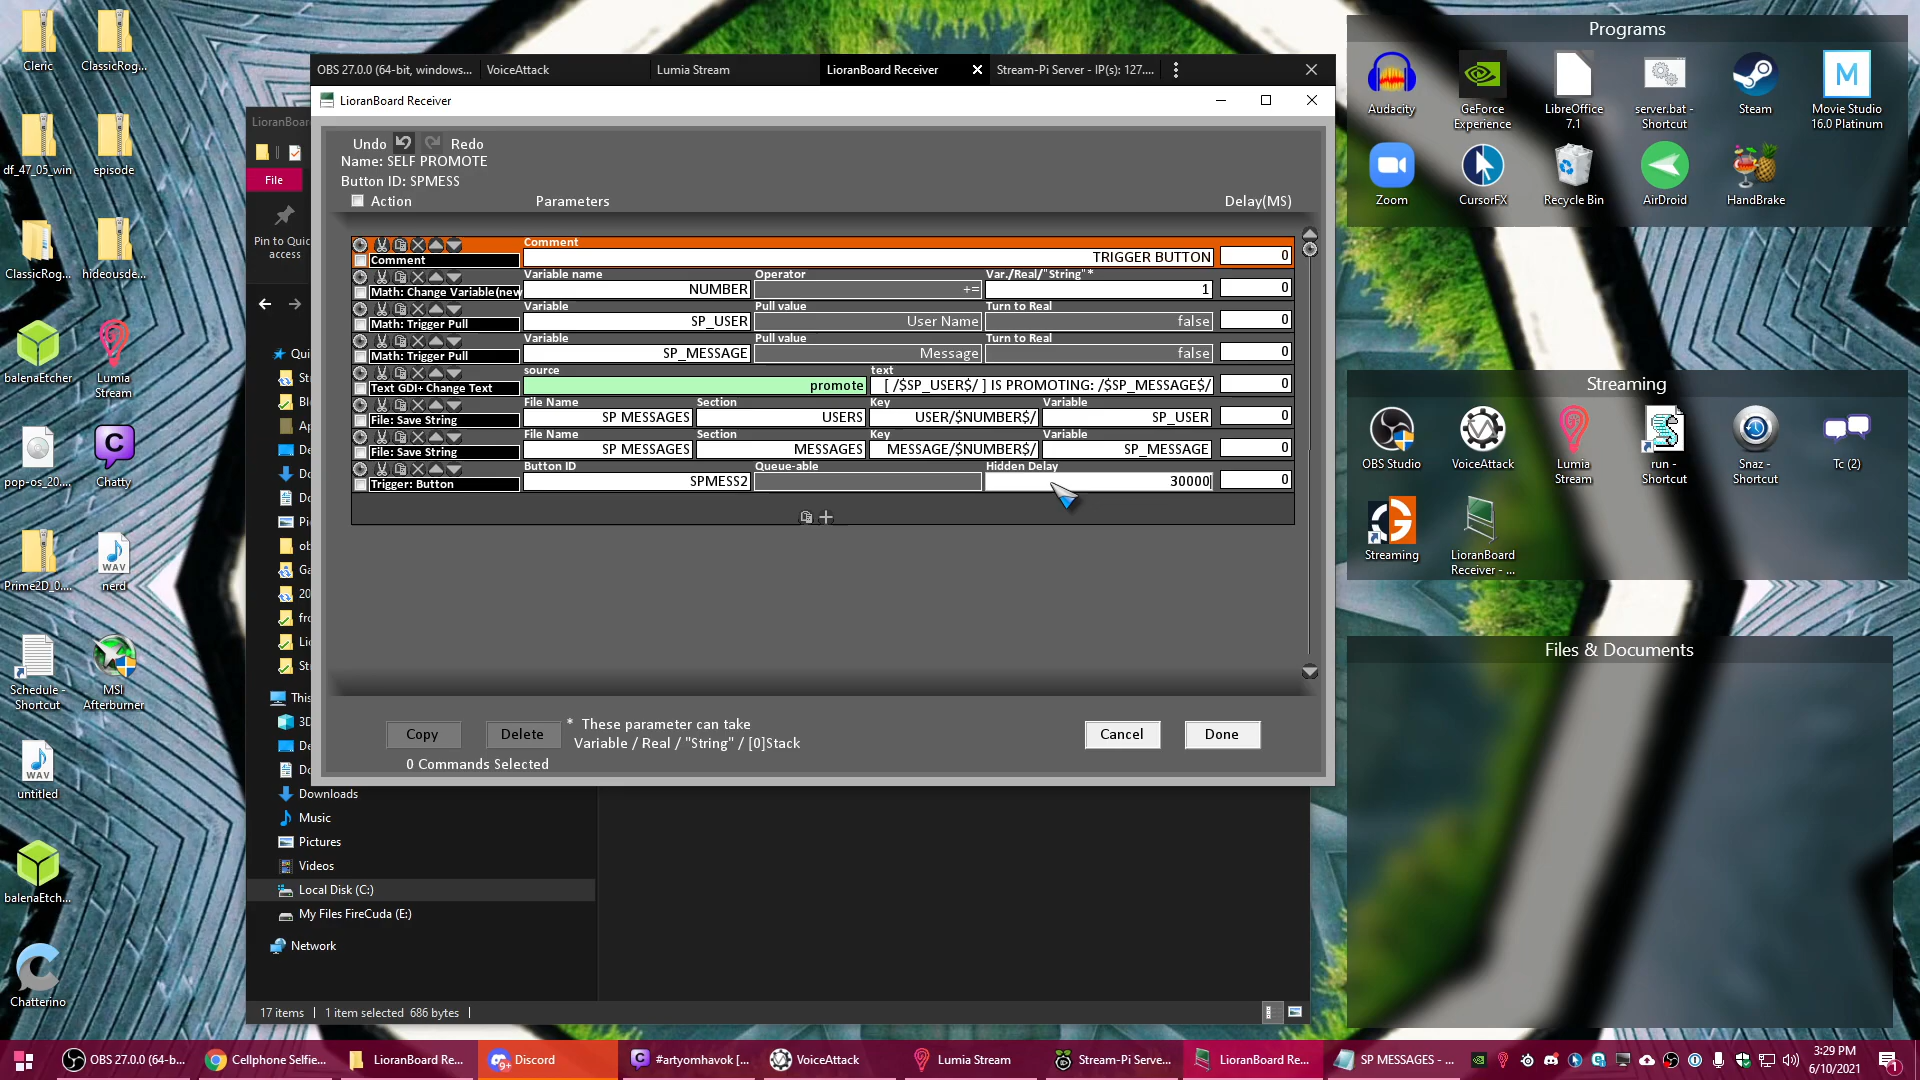 Cleric
ClassicRog...
df_47_05_win
episode
ClassicRog...
hideousde...
balenaEtcher
Lumia
Stream
pop-os_20....
Chatty
Prime2D_0....
nerd
Schedule -
Shortcut
MSI
Afterburner
untitled
balenaEtch...
Chatterino
WAV
WAV
OBS 27.0.0 (64-bit, windows...
VoiceAttack
Lumia Stream
LioranBoard Receiver
Stream-Pi Server - IP(s): 127....
LioranBoard Receiver
Undo
Redo
Name: SELF PROMOTE
Button ID: SPMESS
Action
Parameters
Delay(MS)
Comment
Comment
TRIGGER BUTTON
0
Variable name
Operator
Var./Real/"String"*
Math: Change Variable(new
NUMBER
+=
1
0
Variable
Pull value
Turn to Real
Math: Trigger Pull
SP_USER
User Name
false
0
Variable
Pull value
Turn to Real
Math: Trigger Pull
SP_MESSAGE
Message
false
0
source
text
Text GDI+ Change Text
promote
[ /$SP_USER$/ ] IS PROMOTING: /$SP_MESSAGE$/
0
File Name
Section
Key
Variable
File: Save String
SP MESSAGES
USERS
USER/$NUMBER$/
SP_USER
0
File Name
Section
Key
Variable
File: Save String
SP MESSAGES
MESSAGES
MESSAGE/$NUMBER$/
SP_MESSAGE
0
Button ID
Queue-able
Hidden Delay
Trigger: Button
SPMESS2
30000
0
Copy
Delete
* These parameter can take
Variable / Real / "String" / [0]Stack
Cancel
Done
0 Commands Selected
LioranBoar
File
Pin to Quic
access
Quic
This
Downloads
Music
Pictures
Videos
Local Disk (C:)
My Files FireCuda (E:)
Network
17 items
1 item selected 686 bytes
Programs
Audacity
GeForce
Experience
LibreOffice
7.1
server.bat -
Shortcut
Steam
Movie Studio
16.0 Platinum
Zoom
CursorFX
Recycle Bin
AirDroid
HandBrake
Streaming
OBS Studio
VoiceAttack
Lumia
Stream
run -
Shortcut
Snaz -
Shortcut
Tc (2)
Streaming
LioranBoard
Receiver - ...
Files & Documents
OBS 27.0.0 (64-b...
Cellphone Selfie...
LioranBoard Re...
Discord
#artyomhavok [...
VoiceAttack
Lumia Stream
Stream-Pi Serve...
LioranBoard Re...
SP MESSAGES - ...
3:29 PM
6/10/2021